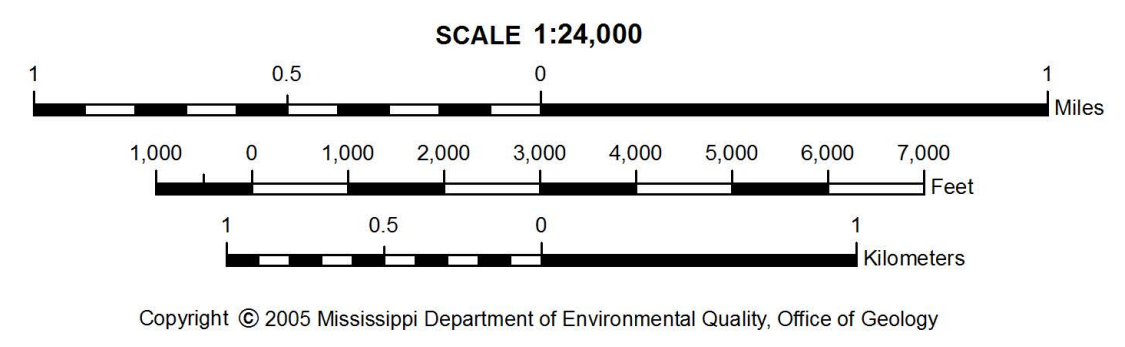 SCALE 1:24,000
1 0.5 0 1
Miles
1,000 0 1,000 2,000 3,000 4,000 5,000 6,000 7,000
Feet
1 0.5 0 1
Kilometers
Copyright © 2005 Mississippi Department of Environmental Quality, Office of Geology